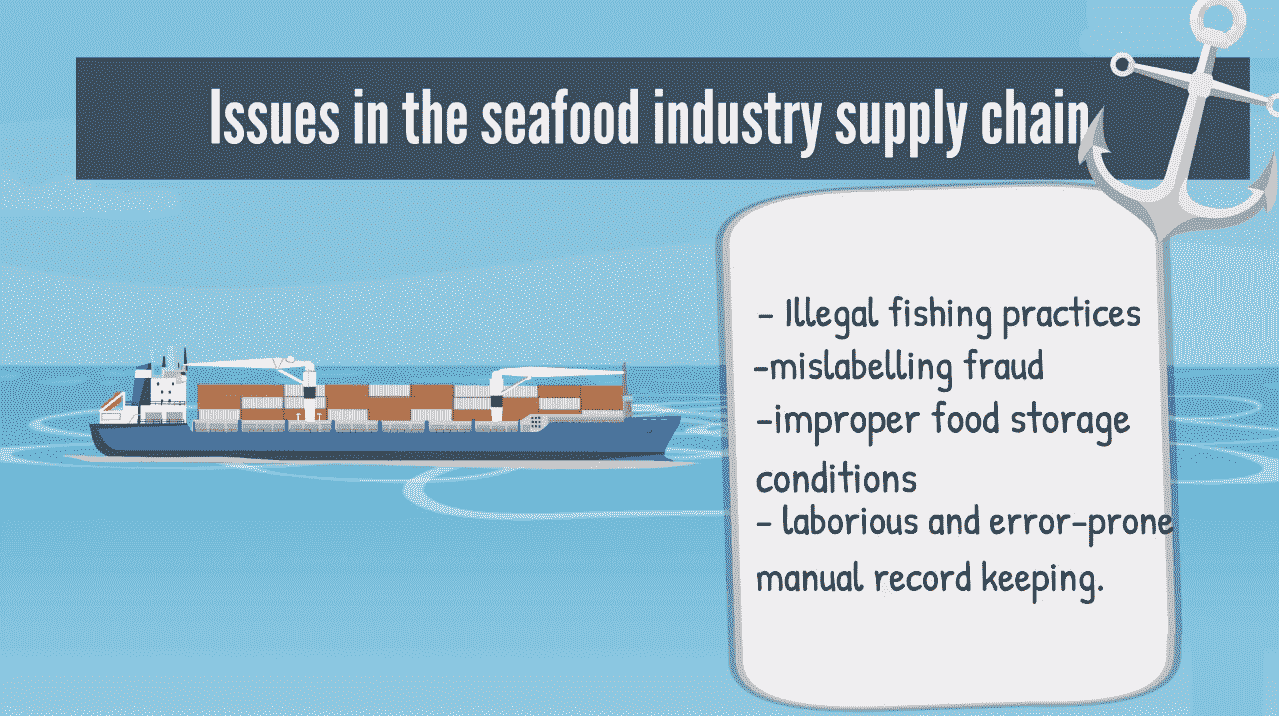 Issues in the seafood industry supply chain
- Illegal fishing practices
-mislabelling fraud
-improper food storage
conditions
- laborious and error-prone
manual record keeping.